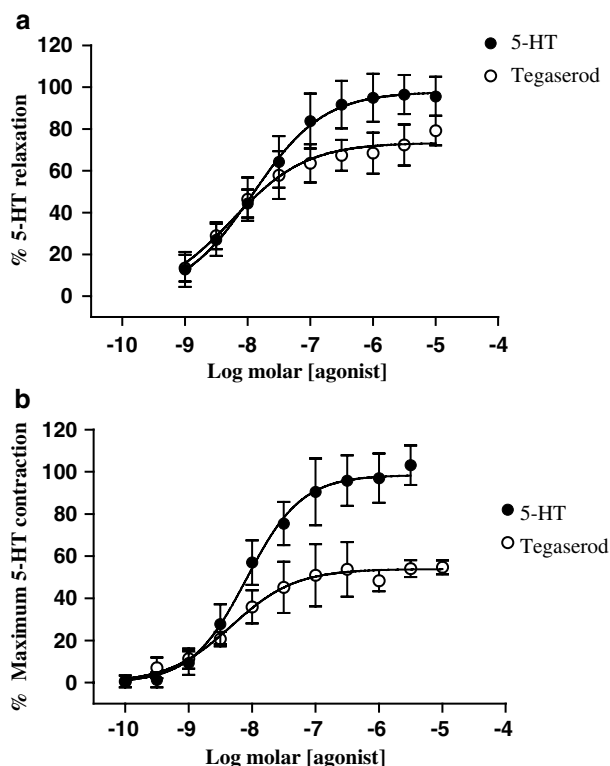 a
120
100
80
60
40
20
0
% 5-HT relaxation
-10 -9 -8 -7 -6 -5 -4
Log molar [agonist]
5-HT
Tegaserod
b
120
100
80
60
40
20
0
% Maximum 5-HT contraction
-10 -9 -8 -7 -6 -5 -4
Log molar [agonist]
5-HT
Tegaserod